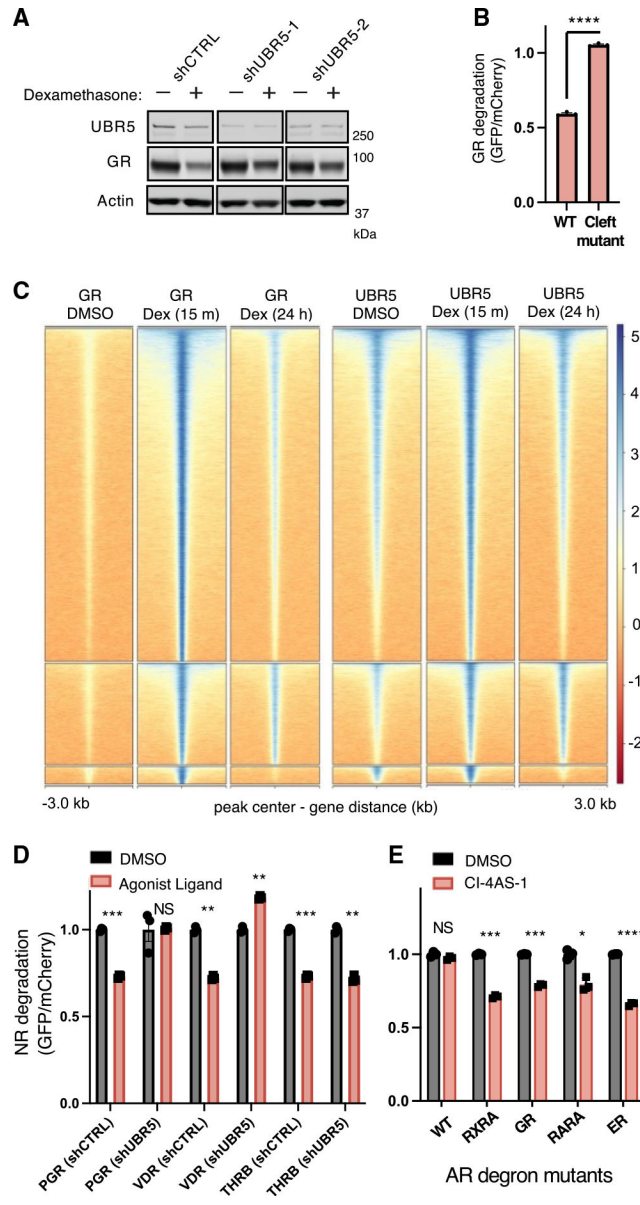 A
shCTRL
shUBR5-1
shUBR5-2
Dexamethasone: − + − + − +
UBR5
250
GR
100
Actin
37
kDa
B
****
GR degradation
(GFP/mCherry)
1.0
0.5
0.0
WT Cleft
mutant
C
GR
DMSO
GR
Dex (15 m)
GR
Dex (24 h)
UBR5
DMSO
UBR5
Dex (15 m)
UBR5
Dex (24 h)
5
4
3
2
1
0
-1
-2
-3.0 kb
peak center - gene distance (kb)
3.0 kb
D
DMSO
Agonist Ligand
NR degradation
(GFP/mCherry)
1.0
0.5
0.0
***
NS
**
**
***
**
PGR (shCTRL)
PGR (shUBR5)
VDR (shCTRL)
VDR (shUBR5)
THRB (shCTRL)
THRB (shUBR5)
E
DMSO
CI-4AS-1
1.0
0.5
0.0
NS
***
***
*
****
WT
RXRA
GR
RARA
ER
AR degron mutants